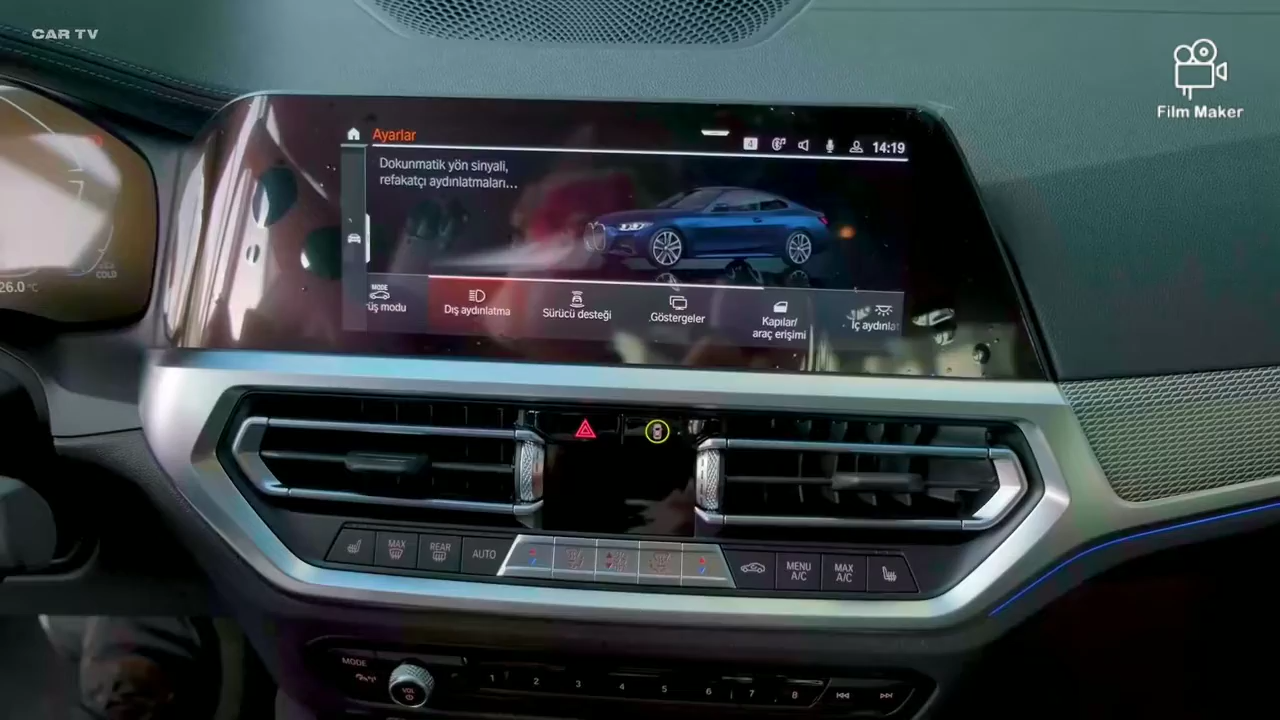 CAR TV
Film Maker
Ayarlar
4
14:19
Dokunmatik yön sinyali,
refakatçı aydınlatmaları...
MODE
üş modu
Dış aydınlatma
Sürücü desteği
Göstergeler
Kapılar/
araç erişimi
İç aydınlat
COLD
26.0 °C
MAX
REAR
AUTO
MENU
A/C
MAX
A/C
MODE
VOL
1 2 3 4 5 6 7 8